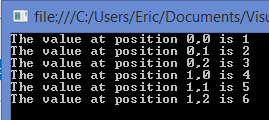 file:///C:/Users/Eric/Documents/Visu
The value at position 0,0 is 1
The value at position 0,1 is 2
The value at position 0,2 is 3
The value at position 1,0 is 4
The value at position 1,1 is 5
The value at position 1,2 is 6